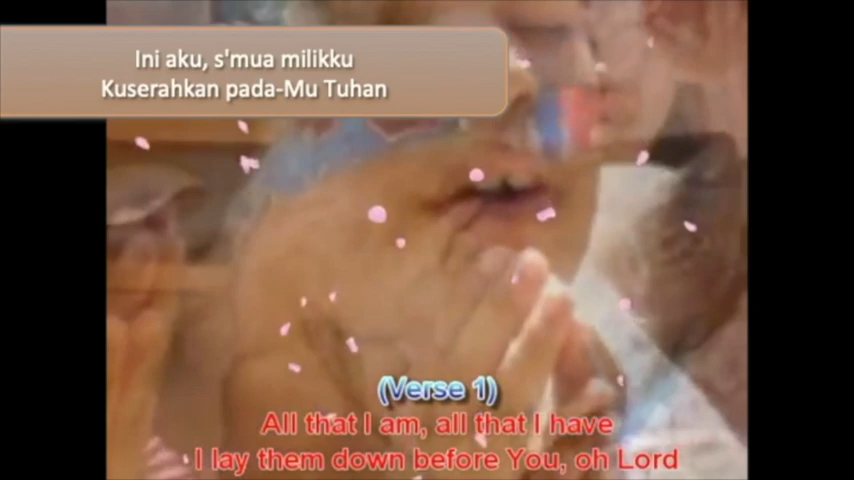 Ini aku, s'mua milikku
Kuserahkan pada-Mu Tuhan
(Verse 1)
All that I am, all that I have
I lay them down before You, oh Lord